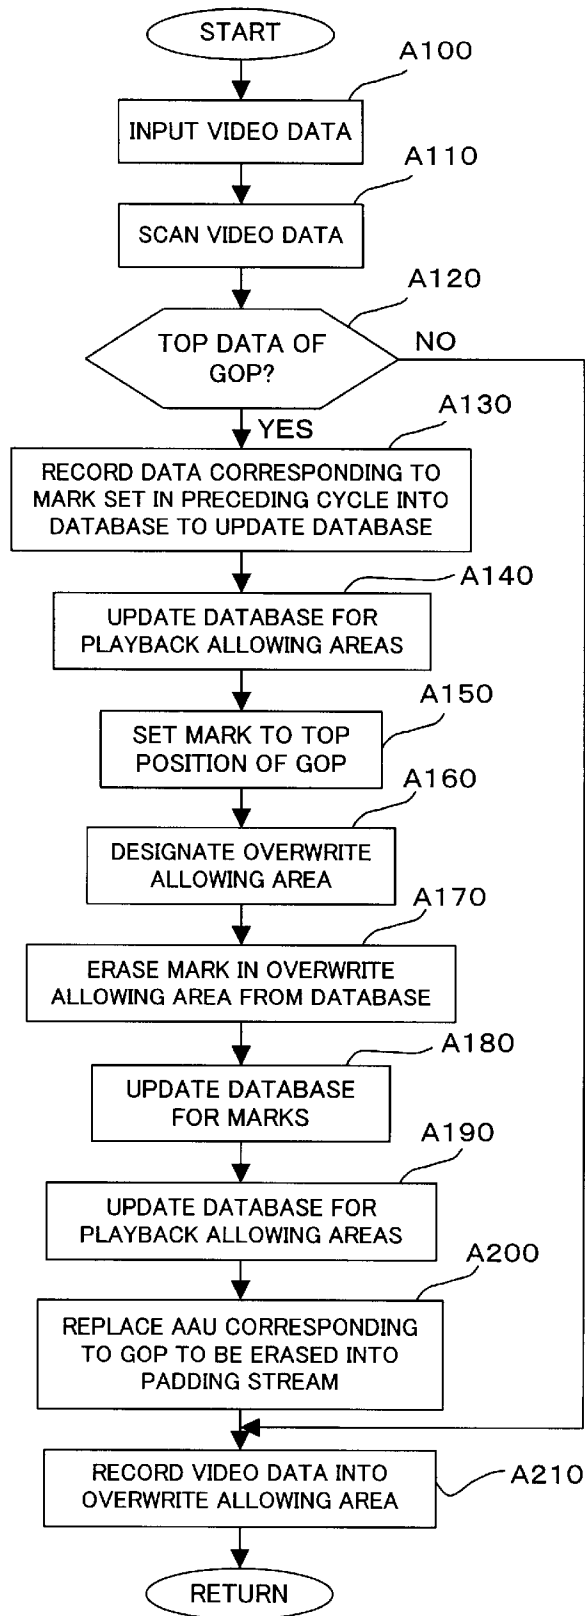 START
A100
INPUT VIDEO DATA
A110
SCAN VIDEO DATA
A120
TOP DATA OF
GOP?
NO
YES
A130
RECORD DATA CORRESPONDING TO
MARK SET IN PRECEDING CYCLE INTO
DATABASE TO UPDATE DATABASE
A140
UPDATE DATABASE FOR
PLAYBACK ALLOWING AREAS
A150
SET MARK TO TOP
POSITION OF GOP
A160
DESIGNATE OVERWRITE
ALLOWING AREA
A170
ERASE MARK IN OVERWRITE
ALLOWING AREA FROM DATABASE
A180
UPDATE DATABASE
FOR MARKS
A190
UPDATE DATABASE FOR
PLAYBACK ALLOWING AREAS
A200
REPLACE AAU CORRESPONDING
TO GOP TO BE ERASED INTO
PADDING STREAM
RECORD VIDEO DATA INTO
OVERWRITE ALLOWING AREA
A210
RETURN